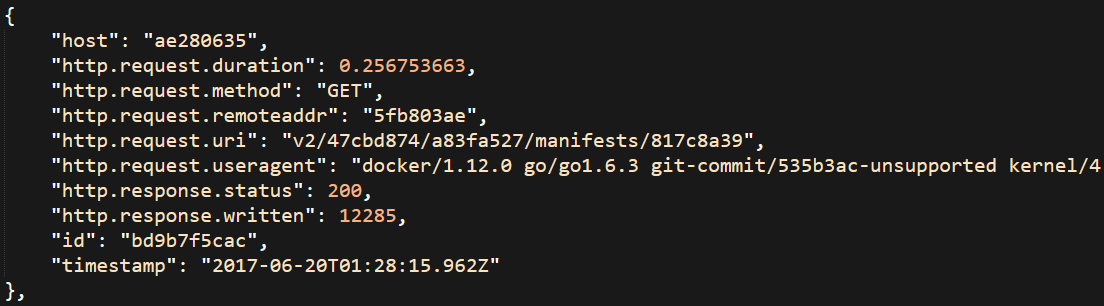 {
"host": "ae280635",
"http.request.duration": 0.256753663,
"http.request.method": "GET",
"http.request.remoteaddr": "5fb803ae",
"http.request.uri": "v2/47cbd874/a83fa527/manifests/817c8a39",
"http.request.useragent": "docker/1.12.0 go/go1.6.3 git-commit/535b3ac-unsupported kernel/4
"http.response.status": 200,
"http.response.written": 12285,
"id": "bd9b7f5cac",
"timestamp": "2017-06-20T01:28:15.962Z"
},